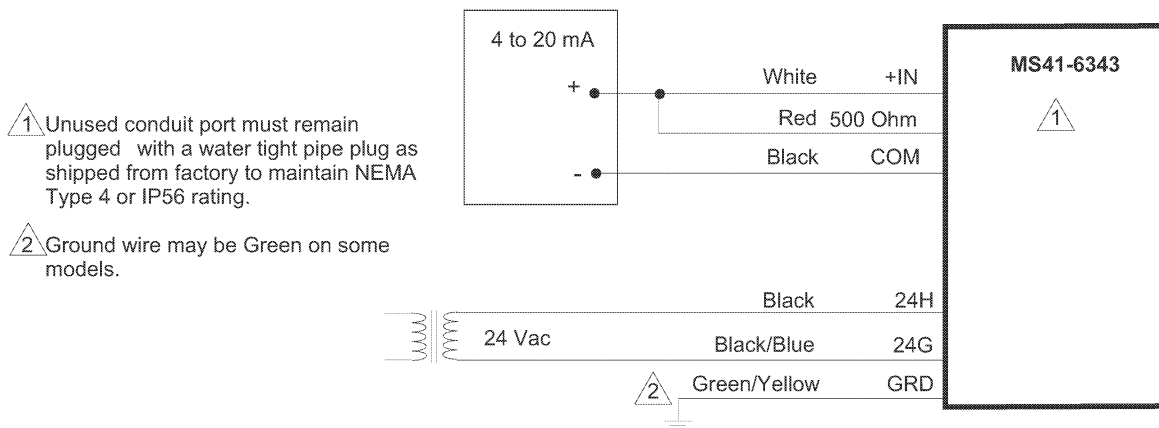 4 to 20 mA
+
-
White +IN
Red 500 Ohm
Black COM
MS41-6343
1
1 Unused conduit port must remain
plugged with a water tight pipe plug as
shipped from factory to maintain NEMA
Type 4 or IP56 rating.
2 Ground wire may be Green on some
models.
24 Vac
Black 24H
Black/Blue 24G
2 Green/Yellow GRD